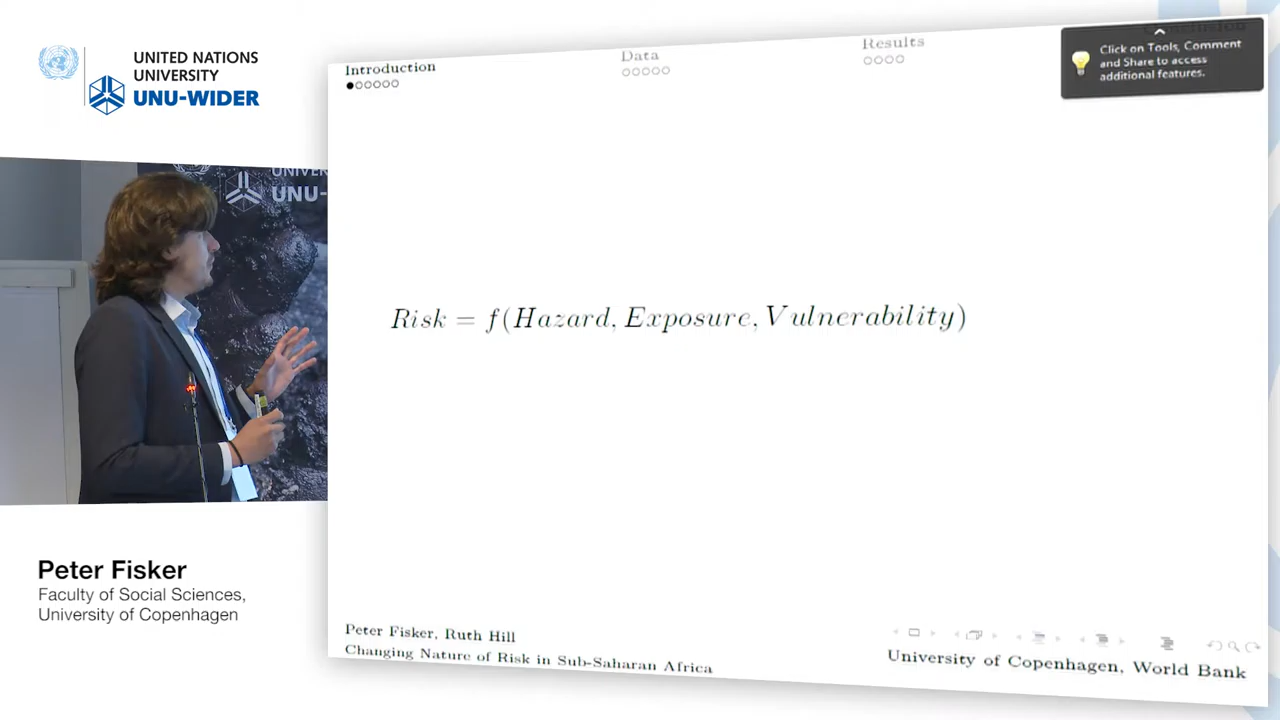 UNITED NATIONS
UNIVERSITY
UNU-WIDER
UNIVER
UNU-
Peter Fisker
Faculty of Social Sciences,
University of Copenhagen
Introduction
Data
Results
Click on Tools, Comment
and Share to access
additional features.
Risk = f(Hazard, Exposure, Vulnerability)
Peter Fisker, Ruth Hill
Changing Nature of Risk in Sub-Saharan Africa
University of Copenhagen, World Bank